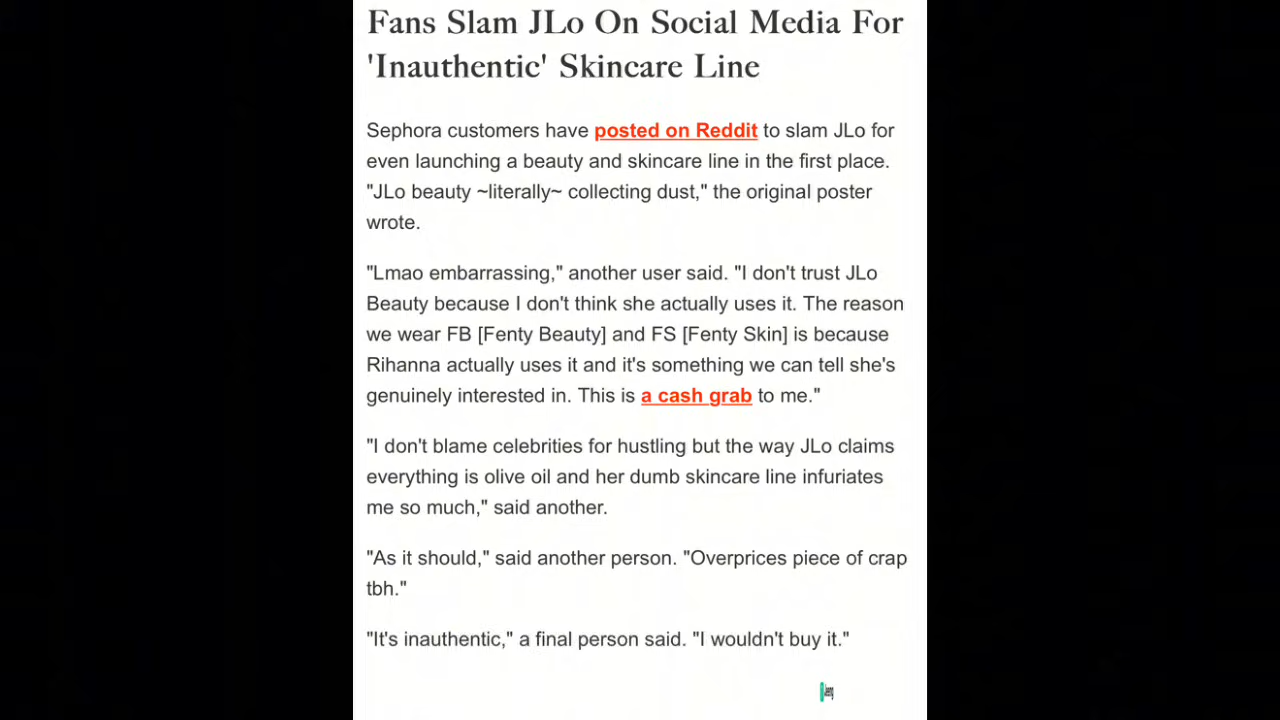 Fans Slam JLo On Social Media For
'Inauthentic' Skincare Line
Sephora customers have posted on Reddit to slam JLo for
even launching a beauty and skincare line in the first place.
"JLo beauty ~literally~ collecting dust," the original poster
wrote.
"Lmao embarrassing," another user said. "I don't trust JLo
Beauty because I don't think she actually uses it. The reason
we wear FB [Fenty Beauty] and FS [Fenty Skin] is because
Rihanna actually uses it and it's something we can tell she's
genuinely interested in. This is a cash grab to me."
"I don't blame celebrities for hustling but the way JLo claims
everything is olive oil and her dumb skincare line infuriates
me so much," said another.
"As it should," said another person. "Overprices piece of crap
tbh."
"It's inauthentic," a final person said. "I wouldn't buy it."